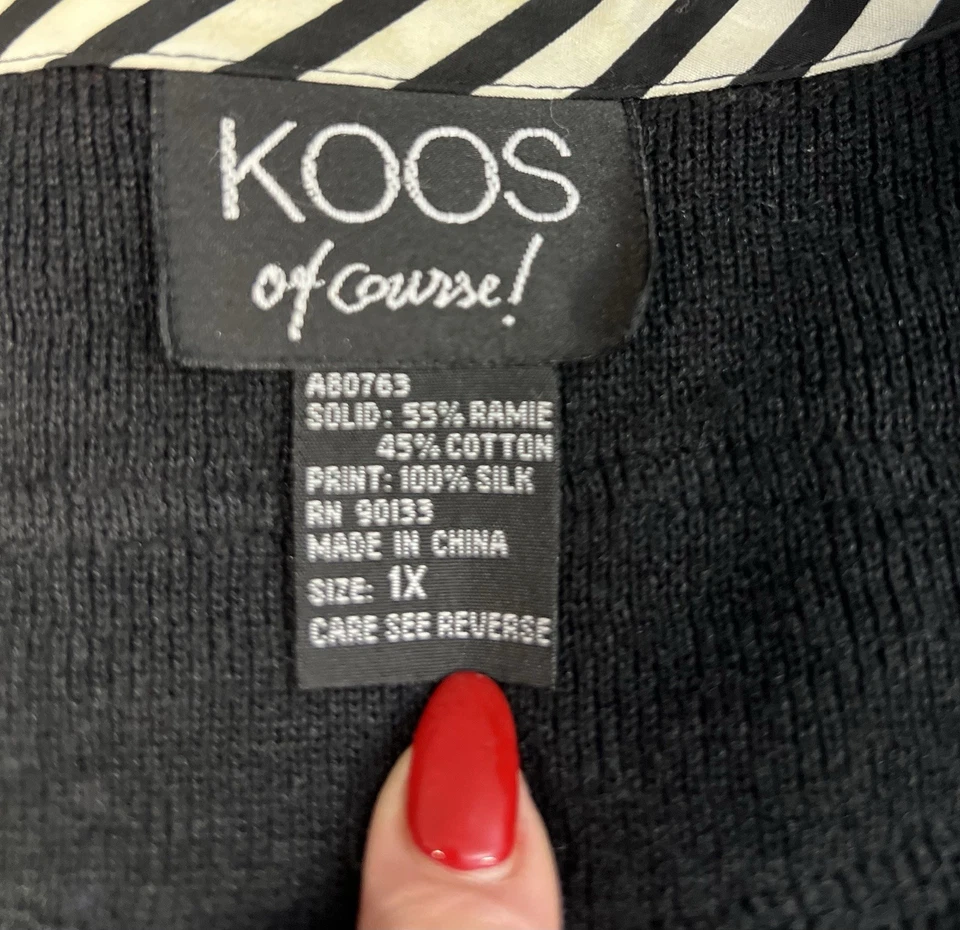 KOOS
of course!
A80763
SOLID: 55% RAMIE
45% COTTON
PRINT: 100% SILK
RN 90133
MADE IN CHINA
SIZE: 1X
CARE SEE REVERSE